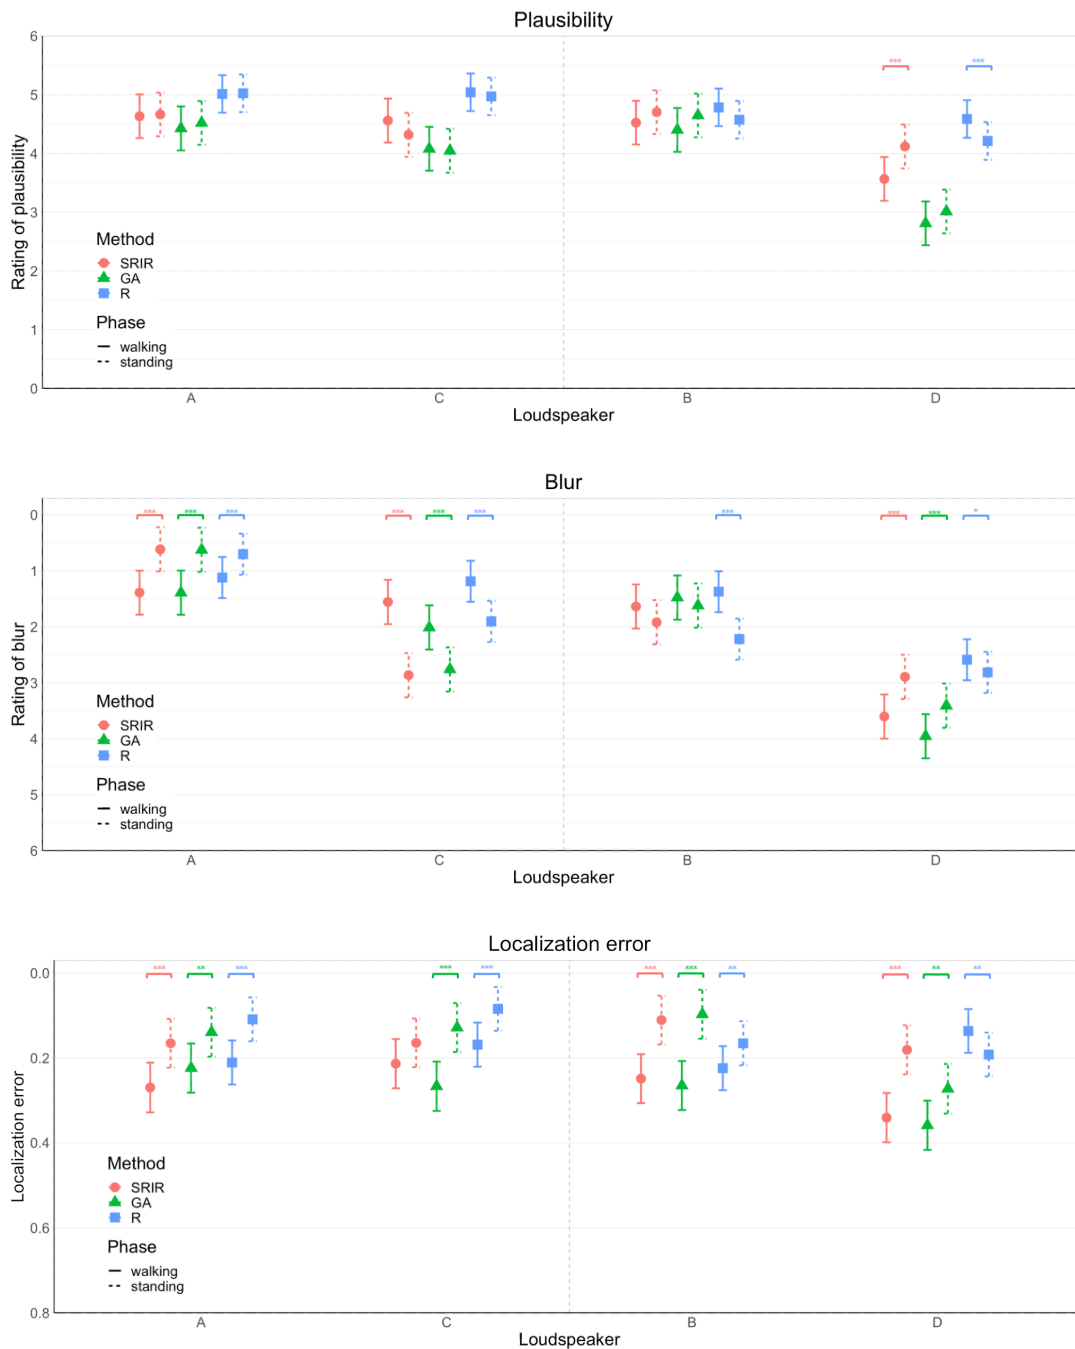 Plausibility
6
*** ***
5
4
3
2
1
0
Rating of plausibility
Method
SRIR
GA
R
Phase
walking
standing
A C B D
Loudspeaker
Blur
0
*** *** *** *** *** *** *** *** *** *
1
2
3
4
5
6
Rating of blur
Method
SRIR
GA
R
Phase
walking
standing
A C B D
Loudspeaker
Localization error
0.0
*** ** *** *** *** *** *** ** *** ** **
0.2
0.4
0.6
0.8
Localization error
Method
SRIR
GA
R
Phase
walking
standing
A C B D
Loudspeaker